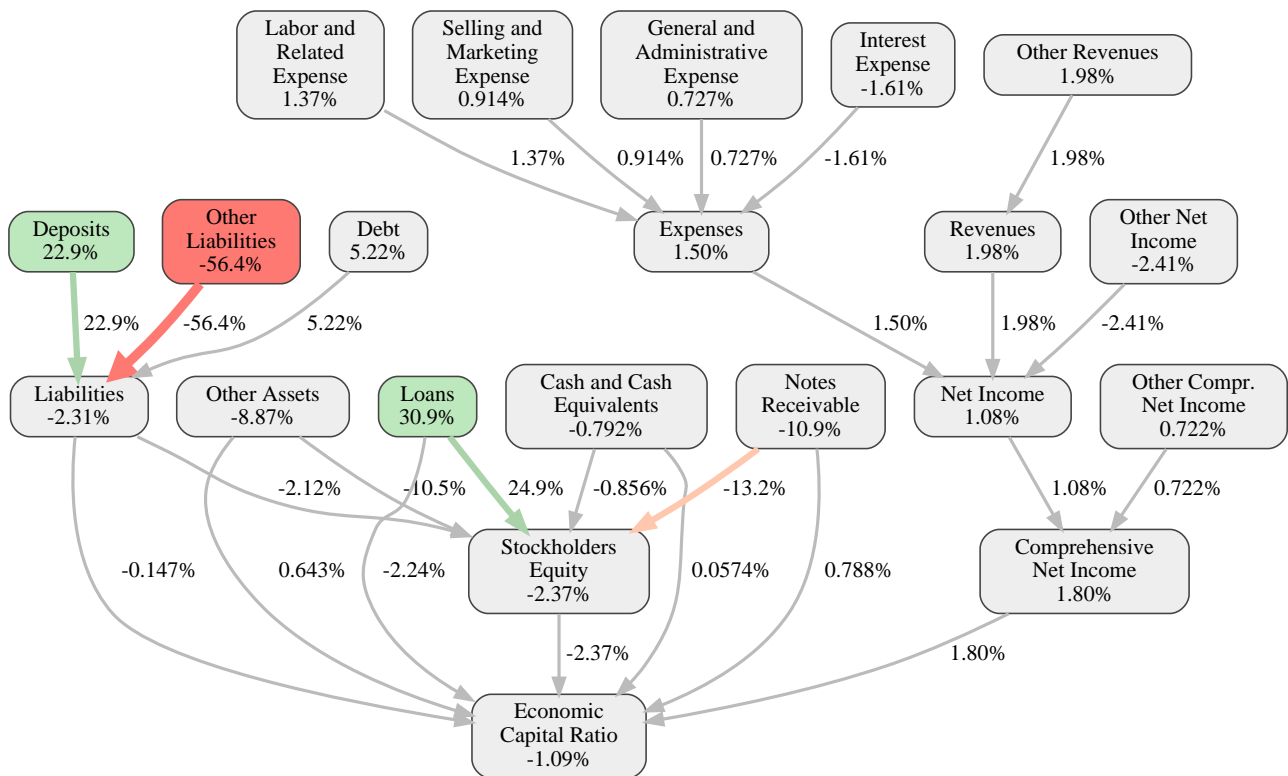 Labor and
Related
Expense
1.37%
Selling and
Marketing
Expense
0.914%
General and
Administrative
Expense
0.727%
Interest
Expense
-1.61%
Other Revenues
1.98%
1.37%
0.914%
0.727%
-1.61%
1.98%
Deposits
22.9%
Other
Liabilities
-56.4%
Debt
5.22%
Expenses
1.50%
Revenues
1.98%
Other Net
Income
-2.41%
22.9%
-56.4%
5.22%
1.50%
1.98%
-2.41%
Liabilities
-2.31%
Other Assets
-8.87%
Loans
30.9%
Cash and Cash
Equivalents
-0.792%
Notes
Receivable
-10.9%
Net Income
1.08%
Other Compr.
Net Income
0.722%
-2.12%
-10.5%
24.9%
-0.856%
-13.2%
1.08%
0.722%
Stockholders
Equity
-2.37%
Comprehensive
Net Income
1.80%
-0.147%
0.643%
-2.24%
0.0574%
0.788%
-2.37%
1.80%
Economic
Capital Ratio
-1.09%